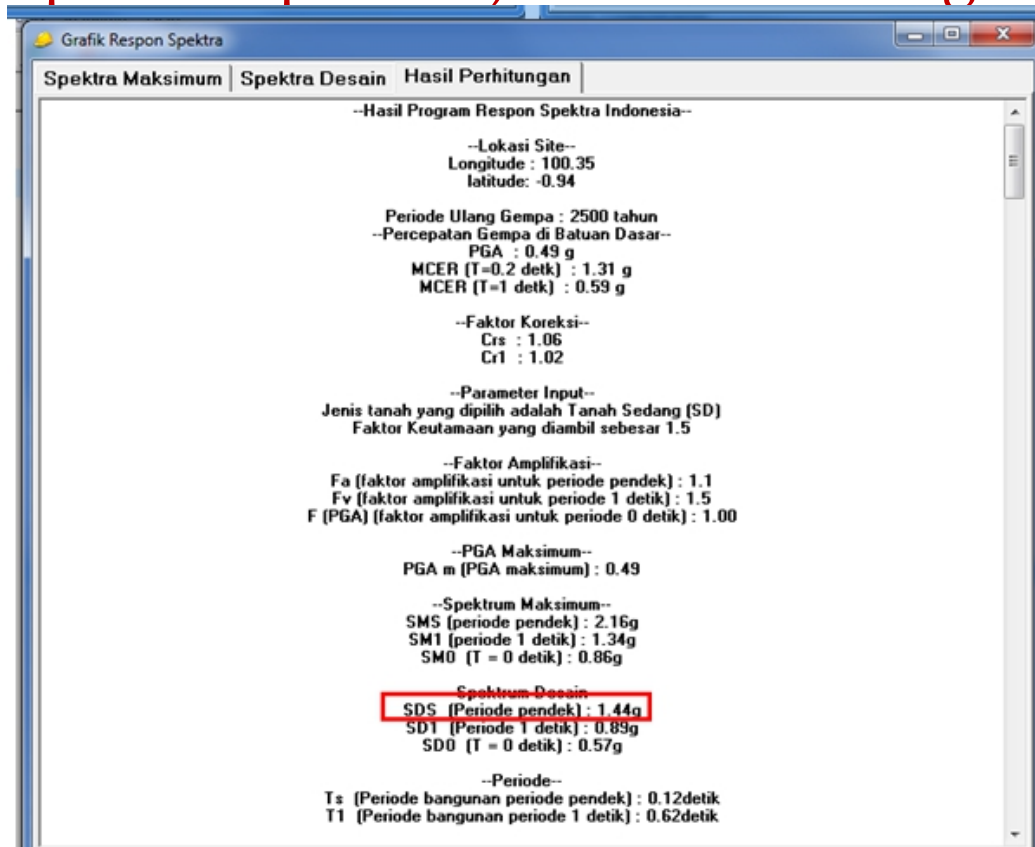 Grafik Respon Spektra
Spektra Maksimum Spektra Desain Hasil Perhitungan
--Hasil Program Respon Spektra Indonesia--
--Lokasi Site--
Longitude : 100.35
latitude: -0.94
Periode Ulang Gempa : 2500 tahun
--Percepatan Gempa di Batuan Dasar--
PGA : 0.49 g
MCER (T=0.2 detk) : 1.31 g
MCER (T=1 detk) : 0.59 g
--Faktor Koreksi--
Crs : 1.06
Cr1 : 1.02
--Parameter Input--
Jenis tanah yang dipilih adalah Tanah Sedang (SD)
Faktor Keutamaan yang diambil sebesar 1.5
--Faktor Amplifikasi--
Fa (faktor amplifikasi untuk periode pendek) : 1.1
Fv (faktor amplifikasi untuk periode 1 detik) : 1.5
F (PGA) (faktor amplifikasi untuk periode 0 detik) : 1.00
--PGA Maksimum--
PGA m (PGA maksimum) : 0.49
--Spektrum Maksimum--
SMS (periode pendek) : 2.16g
SM1 (periode 1 detik) : 1.34g
SM0 (T = 0 detik) : 0.86g
Spektrum Desain
SDS (Periode pendek) : 1.44g
SD1 (Periode 1 detik) : 0.89g
SD0 (T = 0 detik) : 0.57g
--Periode--
Ts (Periode bangunan periode pendek) : 0.12detik
T1 (Periode bangunan periode 1 detik) : 0.62detik